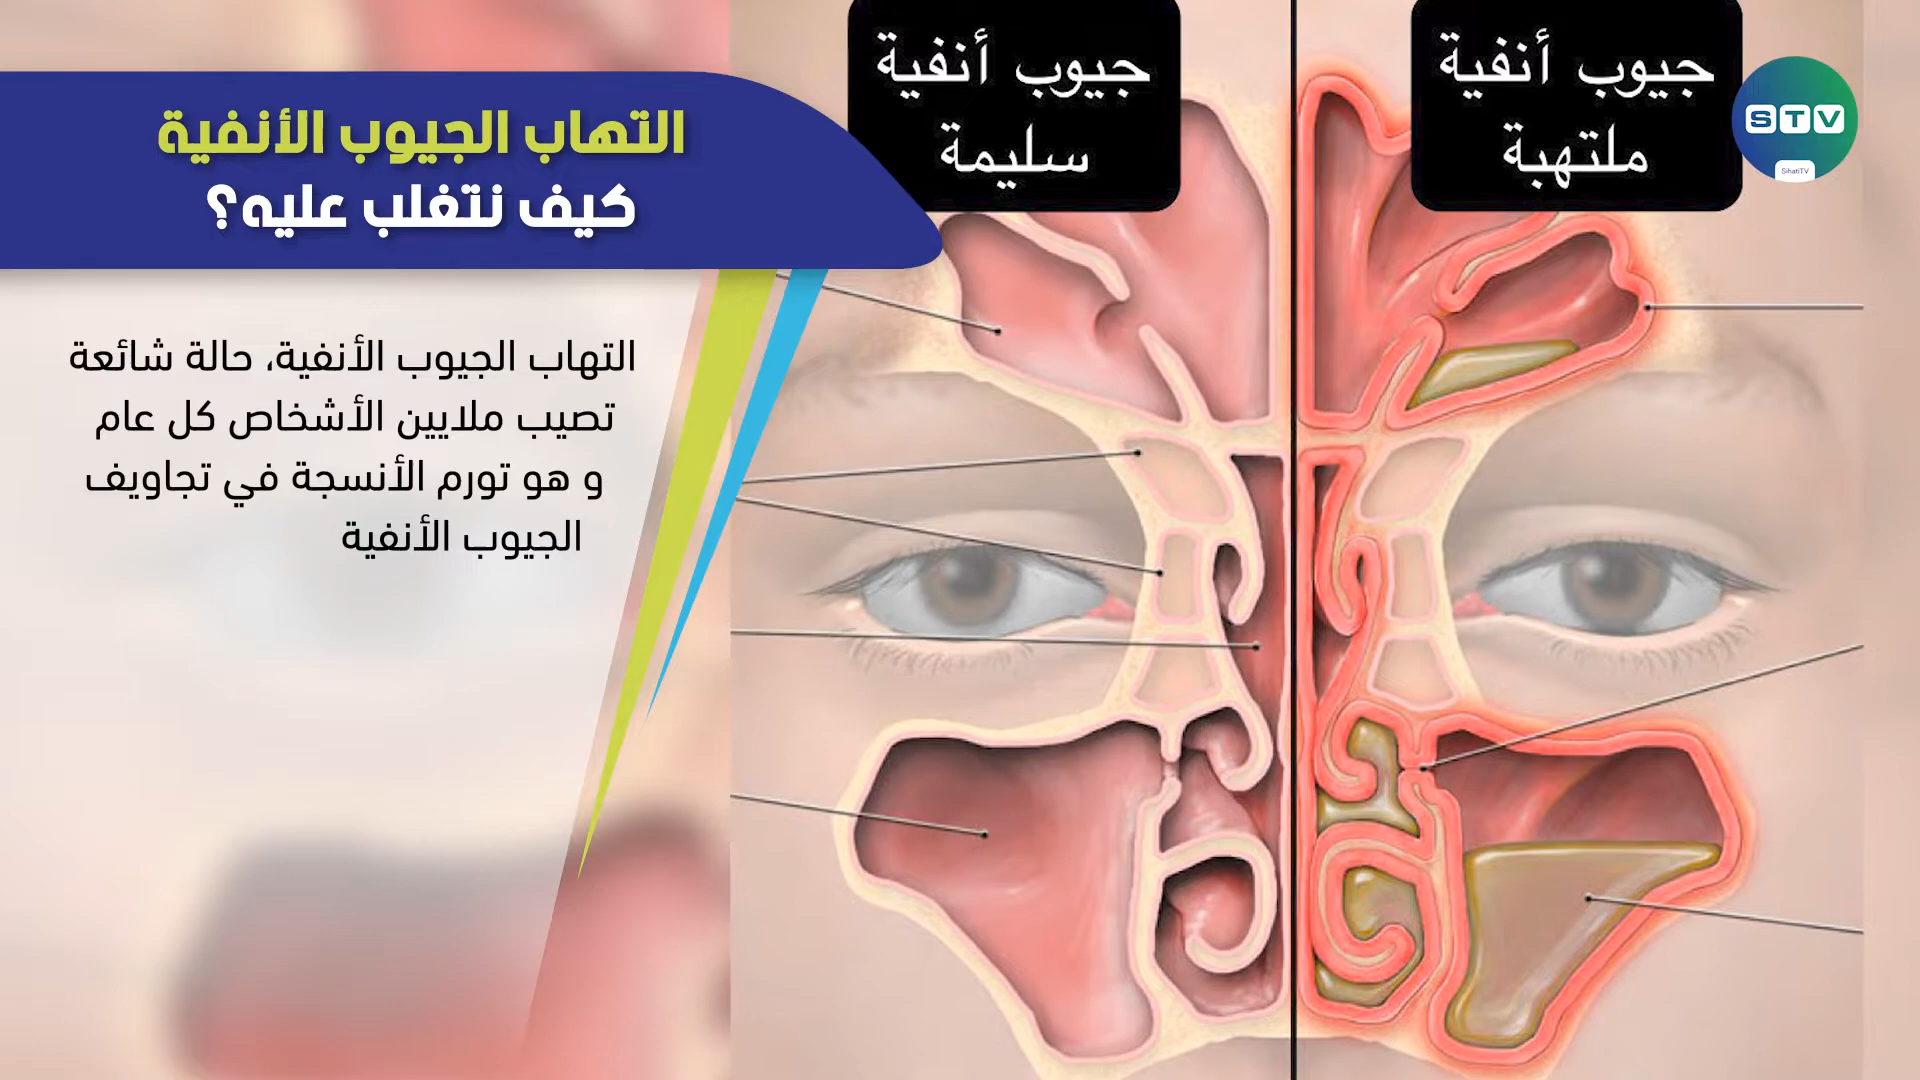 التهاب الجيوب الأنفية
كيف نتغلب عليه؟
التهاب الجيوب الأنفية، حالة شائعة
تصيب ملايين الأشخاص كل عام
و هو تورم الأنسجة في تجاويف
الجيوب الأنفية
جيوب أنفية
سليمة
جيوب أنفية
ملتهبة
STV
SihatiTV